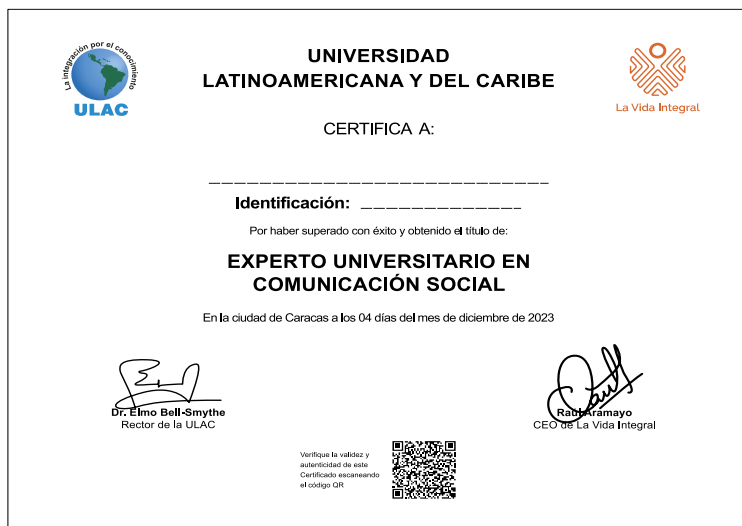 La integración por el conocimiento
ULAC
UNIVERSIDAD
LATINOAMERICANA Y DEL CARIBE
La Vida Integral
CERTIFICA A:
____________________________
Identificación: _____________
Por haber superado con éxito y obtenido el título de:
EXPERTO UNIVERSITARIO EN
COMUNICACIÓN SOCIAL
En la ciudad de Caracas a los 04 días del mes de diciembre de 2023
Dr. Elmo Bell-Smythe
Rector de la ULAC
Raúl Aramayo
CEO de La Vida Integral
Verifique la validez y
autenticidad de este
Certificado escaneando
el código QR